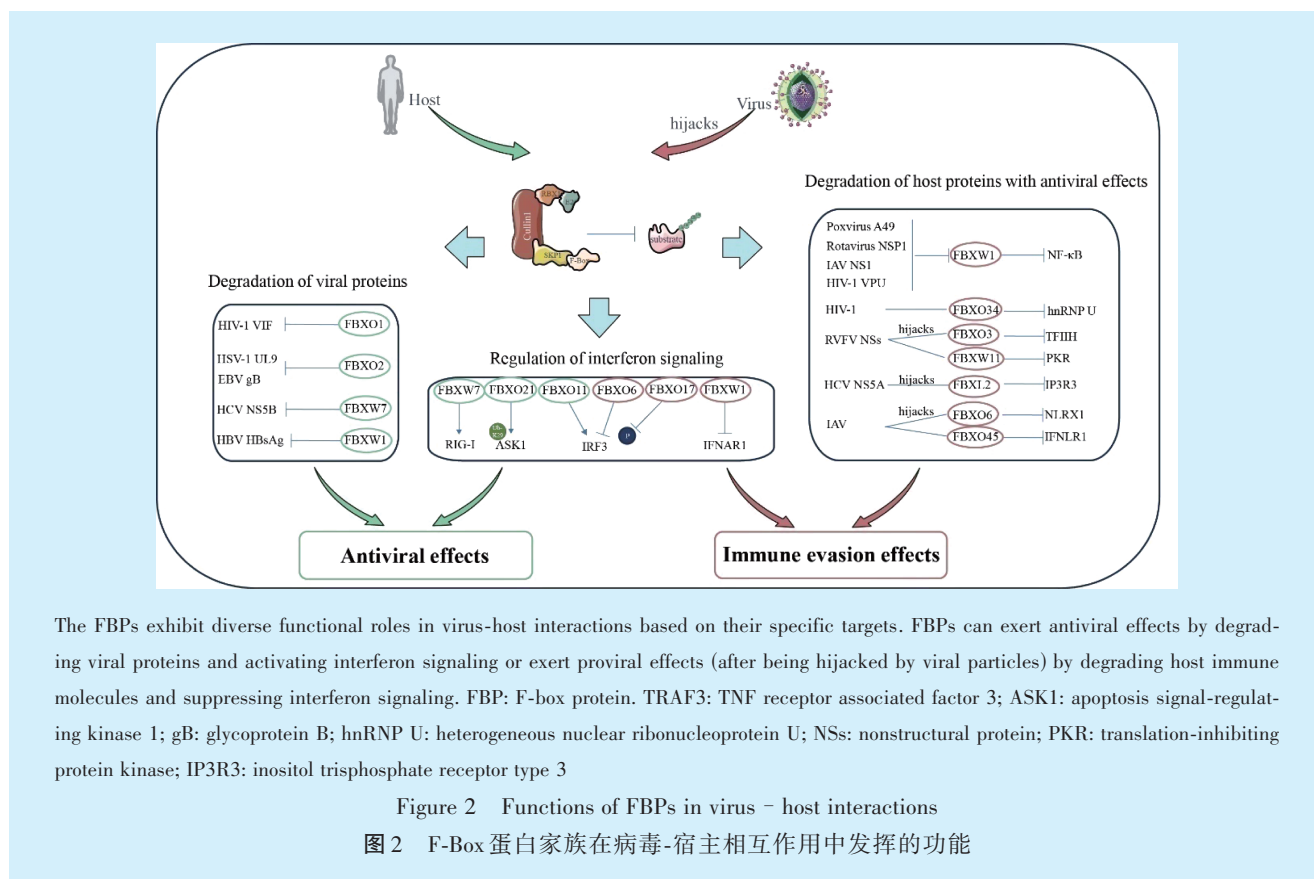 Host
Virus
hijacks
Cullin1
RBX1
E2
SKP1
F-Box
substrate
Degradation of viral proteins
HIV-1 VIF
FBXO1
HSV-1 UL9
EBV gB
FBXO2
HCV NS5B
FBXW7
HBV HBsAg
FBXW1
Regulation of interferon signaling
FBXW7
FBXO21
FBXO11
FBXO6
FBXO17
FBXW1
RIG-I
ASK1
IRF3
P
IFNAR1
Degradation of host proteins with antiviral effects
Poxvirus A49
Rotavirus NSP1
IAV NS1
HIV-1 VPU
FBXW1
NF-κB
HIV-1
FBXO34
hnRNP U
RVFV NSs
hijacks
FBXO3
TFIIH
FBXW11
PKR
HCV NS5A
hijacks
FBXL2
IP3R3
IAV
hijacks
FBXO6
NLRX1
FBXO45
IFNLR1
Antiviral effects
Immune evasion effects
The FBPs exhibit diverse functional roles in virus-host interactions based on their specific targets. FBPs can exert antiviral effects by degrad-
ing viral proteins and activating interferon signaling or exert proviral effects (after being hijacked by viral particles) by degrading host immune
molecules and suppressing interferon signaling. FBP: F-box protein. TRAF3: TNF receptor associated factor 3; ASK1: apoptosis signal-regulat-
ing kinase 1; gB: glycoprotein B; hnRNP U: heterogeneous nuclear ribonucleoprotein U; NSs: nonstructural protein; PKR: translation-inhibiting
protein kinase; IP3R3: inositol trisphosphate receptor type 3
Figure 2 Functions of FBPs in virus – host interactions
图 2 F-Box 蛋白家族在病毒-宿主相互作用中发挥的功能